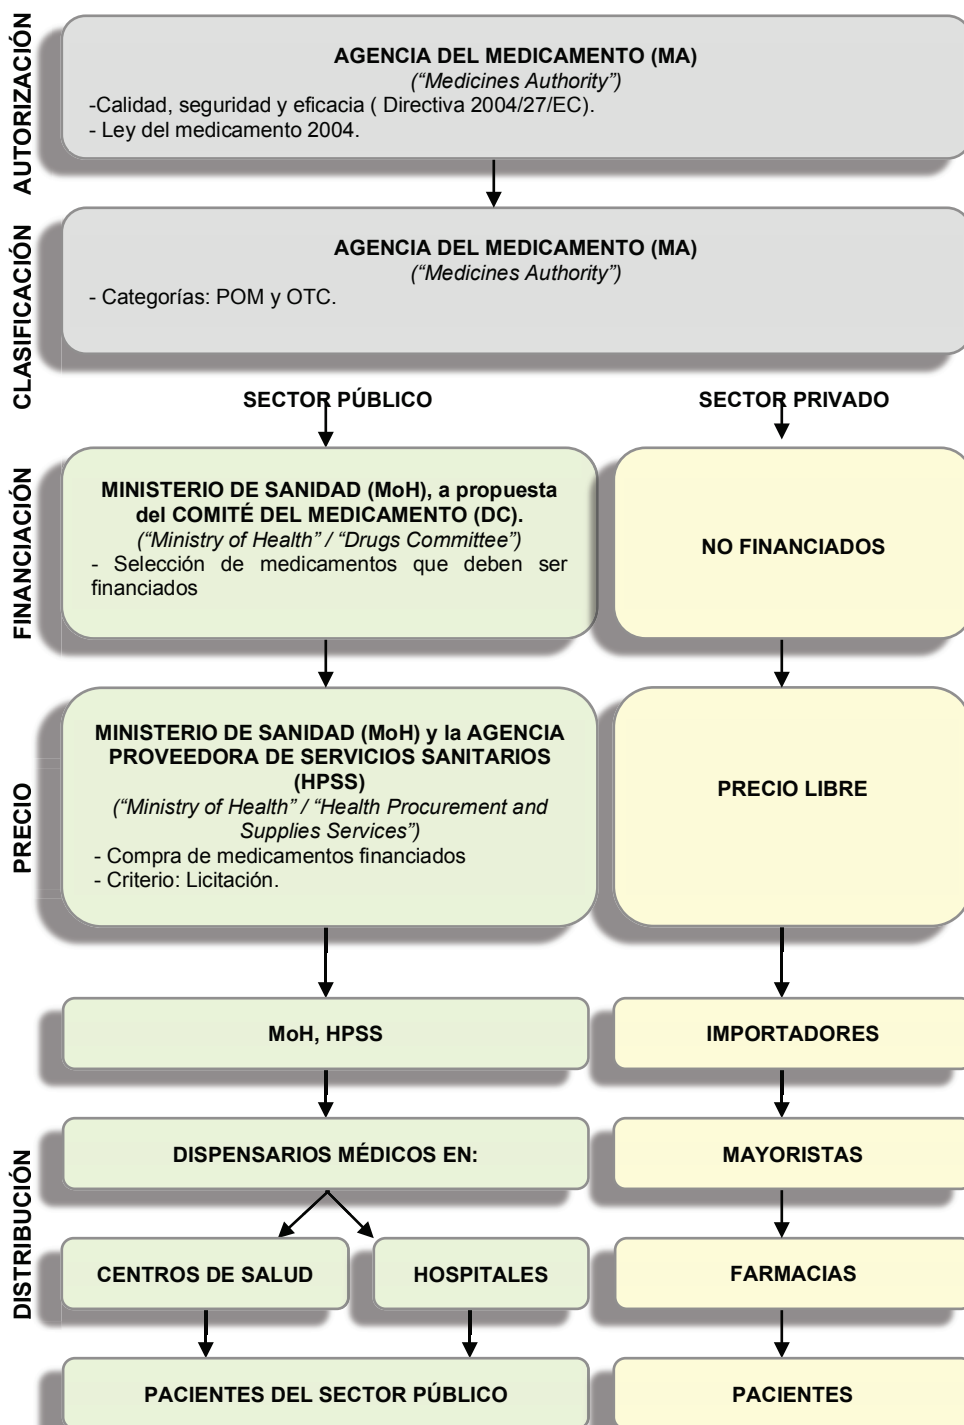 AUTORIZACIÓN
AGENCIA DEL MEDICAMENTO (MA)
(“Medicines Authority”)
-Calidad, seguridad y eficacia ( Directiva 2004/27/EC).
- Ley del medicamento 2004.
CLASIFICACIÓN
AGENCIA DEL MEDICAMENTO (MA)
(“Medicines Authority”)
- Categorías: POM y OTC.
SECTOR PÚBLICO
SECTOR PRIVADO
FINANCIACIÓN
MINISTERIO DE SANIDAD (MoH), a propuesta
del COMITÉ DEL MEDICAMENTO (DC).
(“Ministry of Health” / “Drugs Committee”)
- Selección de medicamentos que deben ser
financiados
NO FINANCIADOS
PRECIO
MINISTERIO DE SANIDAD (MoH) y la AGENCIA
PROVEEDORA DE SERVICIOS SANITARIOS
(HPSS)
(“Ministry of Health” / “Health Procurement and
Supplies Services”)
- Compra de medicamentos financiados
- Criterio: Licitación.
PRECIO LIBRE
DISTRIBUCIÓN
MoH, HPSS
IMPORTADORES
DISPENSARIOS MÉDICOS EN:
MAYORISTAS
CENTROS DE SALUD
HOSPITALES
FARMACIAS
PACIENTES DEL SECTOR PÚBLICO
PACIENTES